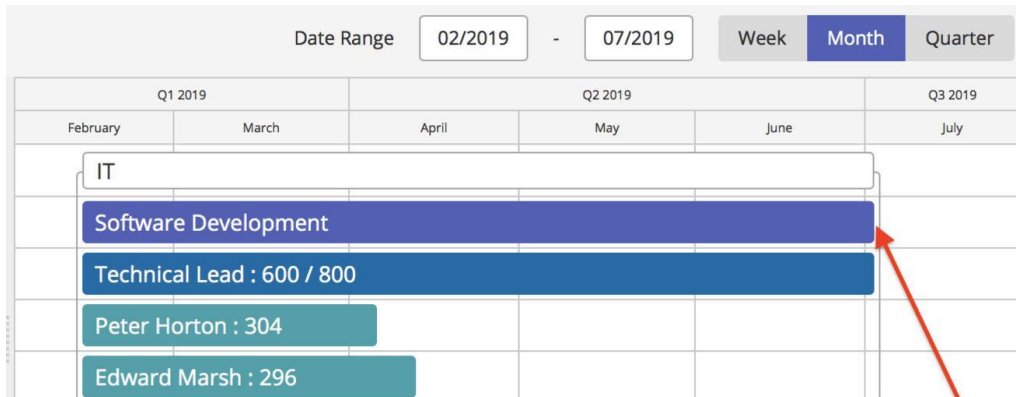 Date Range 02/2019 - 07/2019 Week Month Quarter
Q1 2019 Q2 2019 Q3 2019
February March April May June July
IT
Software Development
Technical Lead : 600 / 800
Peter Horton : 304
Edward Marsh : 296